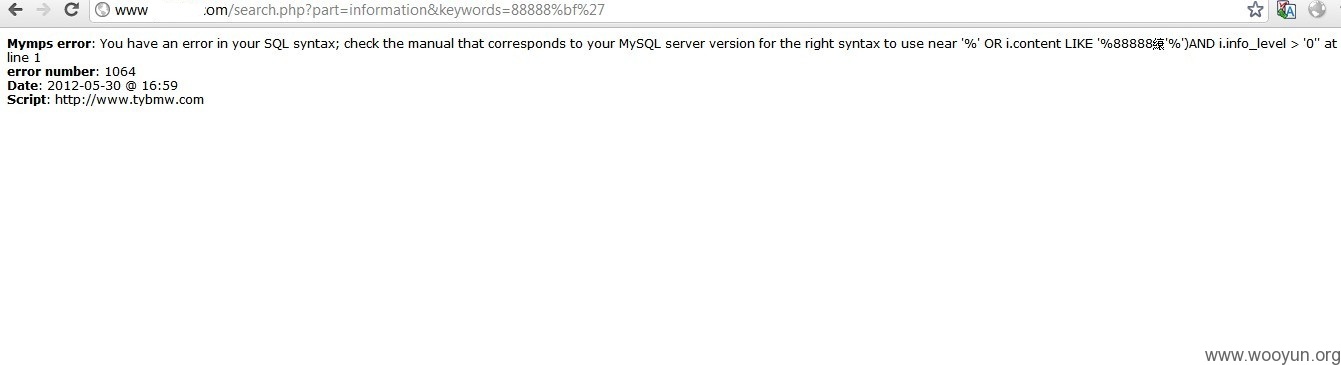 www .com/search.php?part=information&keywords=88888%bf%27
Mymps error: You have an error in your SQL syntax; check the manual that corresponds to your MySQL server version for the right syntax to use near '%' OR i.content LIKE '%88888縗'%')AND i.info_level > '0'' at
line 1
error number: 1064
Date: 2012-05-30 @ 16:59
Script: http://www.tybmw.com
www.wooyun.org